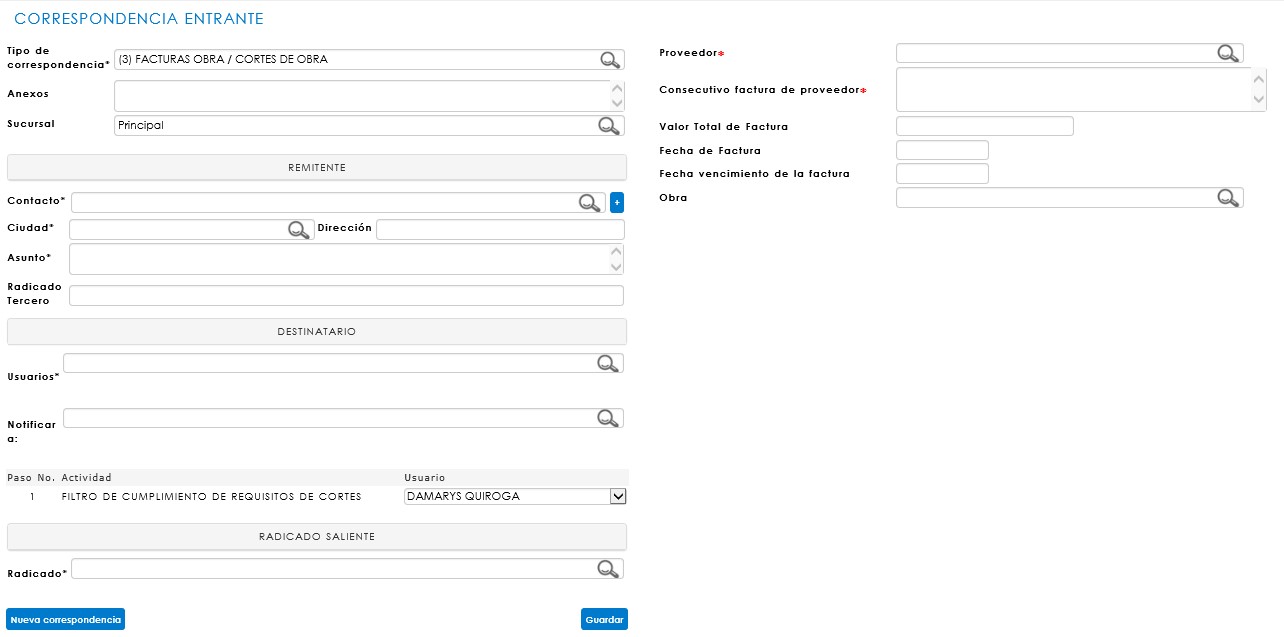 CORRESPONDENCIA ENTRANTE
Tipo de
correspondencia*
(3) FACTURAS OBRA / CORTES DE OBRA
Anexos
Sucursal
Principal
REMITENTE
Contacto*
+
Ciudad*
Dirección
Asunto*
Radicado
Tercero
DESTINATARIO
Usuarios*
Notificar
a:
Paso No. Actividad Usuario
1 FILTRO DE CUMPLIMIENTO DE REQUISITOS DE CORTES DAMARYS QUIROGA
RADICADO SALIENTE
Radicado*
Nueva correspondencia
Guardar
Proveedor*
Consecutivo factura de proveedor*
Valor Total de Factura
Fecha de Factura
Fecha vencimiento de la factura
Obra